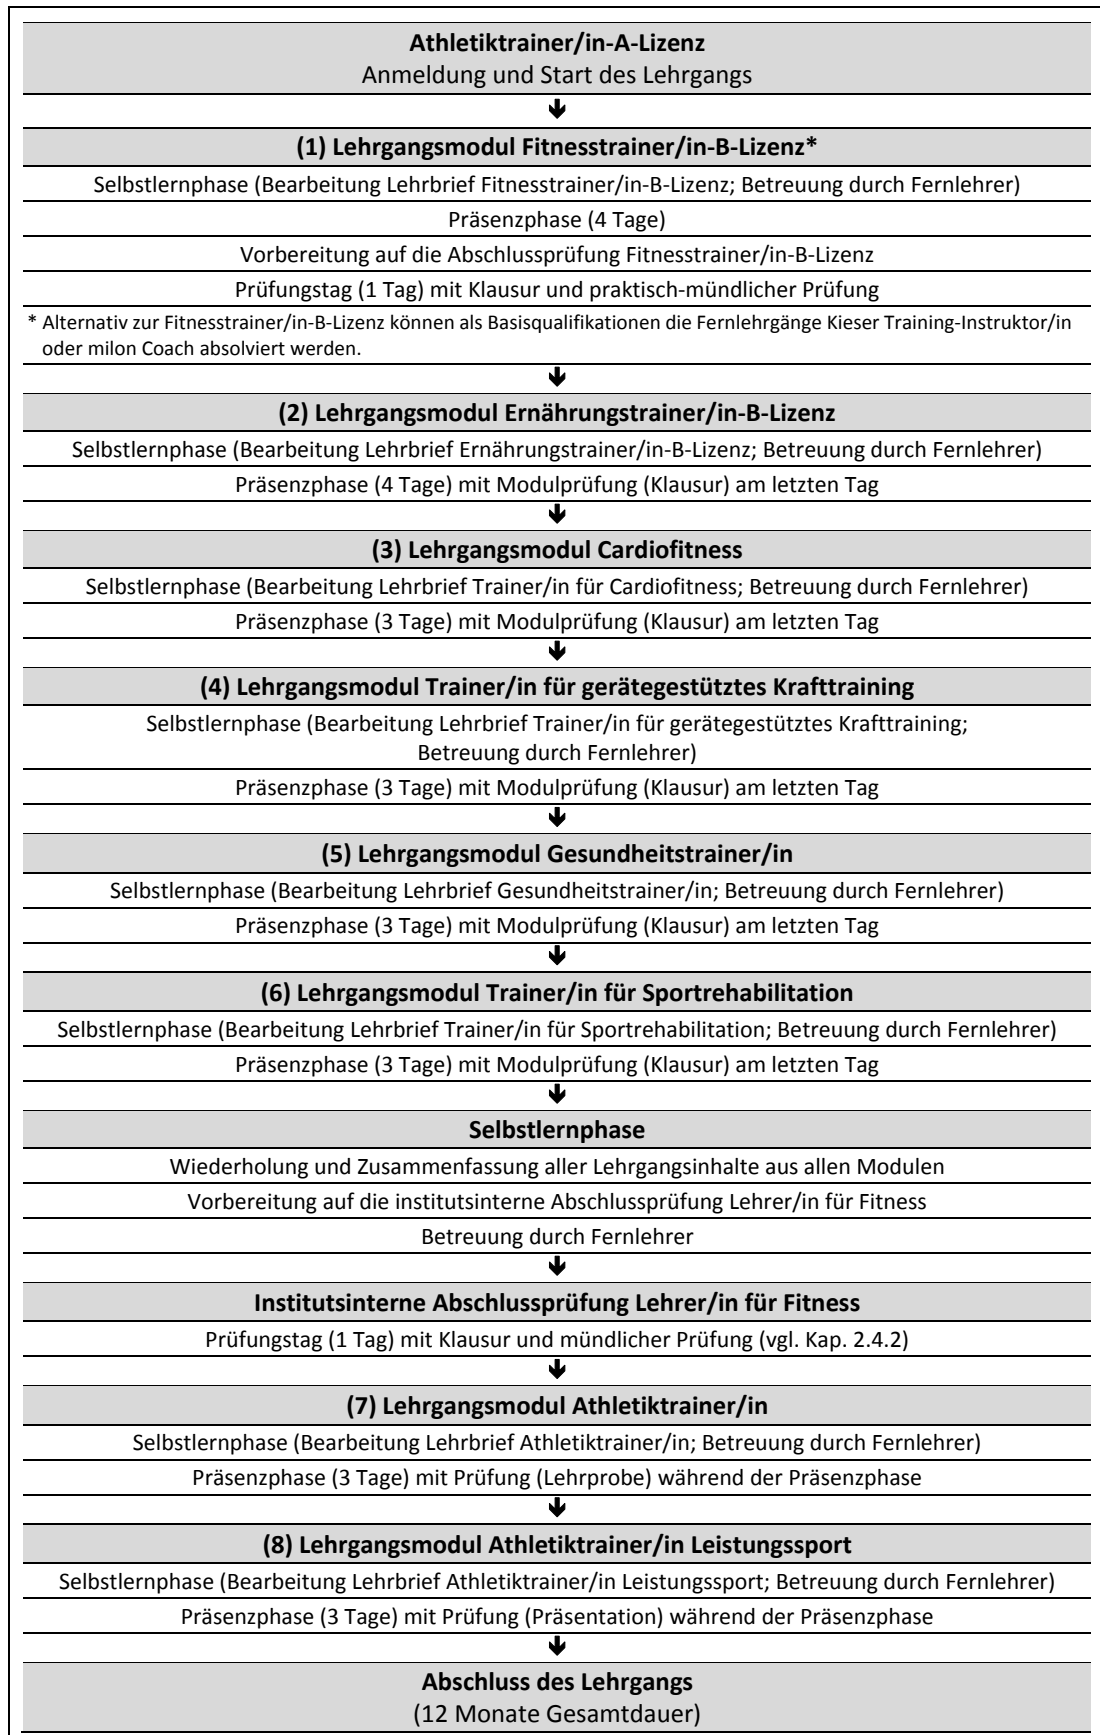 Athletiktrainer/in-A-Lizenz
Anmeldung und Start des Lehrgangs
🡻
(1) Lehrgangsmodul Fitnesstrainer/in-B-Lizenz*
Selbstlernphase (Bearbeitung Lehrbrief Fitnesstrainer/in-B-Lizenz; Betreuung durch Fernlehrer)
Präsenzphase (4 Tage)
Vorbereitung auf die Abschlussprüfung Fitnesstrainer/in-B-Lizenz
Prüfungstag (1 Tag) mit Klausur und praktisch-mündlicher Prüfung
* Alternativ zur Fitnesstrainer/in-B-Lizenz können als Basisqualifikationen die Fernlehrgänge Kieser Training-Instruktor/in
oder milon Coach absolviert werden.
🡻
(2) Lehrgangsmodul Ernährungstrainer/in-B-Lizenz
Selbstlernphase (Bearbeitung Lehrbrief Ernährungstrainer/in-B-Lizenz; Betreuung durch Fernlehrer)
Präsenzphase (4 Tage) mit Modulprüfung (Klausur) am letzten Tag
🡻
(3) Lehrgangsmodul Cardiofitness
Selbstlernphase (Bearbeitung Lehrbrief Trainer/in für Cardiofitness; Betreuung durch Fernlehrer)
Präsenzphase (3 Tage) mit Modulprüfung (Klausur) am letzten Tag
🡻
(4) Lehrgangsmodul Trainer/in für gerätegestütztes Krafttraining
Selbstlernphase (Bearbeitung Lehrbrief Trainer/in für gerätegestütztes Krafttraining;
Betreuung durch Fernlehrer)
Präsenzphase (3 Tage) mit Modulprüfung (Klausur) am letzten Tag
🡻
(5) Lehrgangsmodul Gesundheitstrainer/in
Selbstlernphase (Bearbeitung Lehrbrief Gesundheitstrainer/in; Betreuung durch Fernlehrer)
Präsenzphase (3 Tage) mit Modulprüfung (Klausur) am letzten Tag
🡻
(6) Lehrgangsmodul Trainer/in für Sportrehabilitation
Selbstlernphase (Bearbeitung Lehrbrief Trainer/in für Sportrehabilitation; Betreuung durch Fernlehrer)
Präsenzphase (3 Tage) mit Modulprüfung (Klausur) am letzten Tag
🡻
Selbstlernphase
Wiederholung und Zusammenfassung aller Lehrgangsinhalte aus allen Modulen
Vorbereitung auf die institutsinterne Abschlussprüfung Lehrer/in für Fitness
Betreuung durch Fernlehrer
🡻
Institutsinterne Abschlussprüfung Lehrer/in für Fitness
Prüfungstag (1 Tag) mit Klausur und mündlicher Prüfung (vgl. Kap. 2.4.2)
🡻
(7) Lehrgangsmodul Athletiktrainer/in
Selbstlernphase (Bearbeitung Lehrbrief Athletiktrainer/in; Betreuung durch Fernlehrer)
Präsenzphase (3 Tage) mit Prüfung (Lehrprobe) während der Präsenzphase
🡻
(8) Lehrgangsmodul Athletiktrainer/in Leistungssport
Selbstlernphase (Bearbeitung Lehrbrief Athletiktrainer/in Leistungssport; Betreuung durch Fernlehrer)
Präsenzphase (3 Tage) mit Prüfung (Präsentation) während der Präsenzphase
🡻
Abschluss des Lehrgangs
(12 Monate Gesamtdauer)